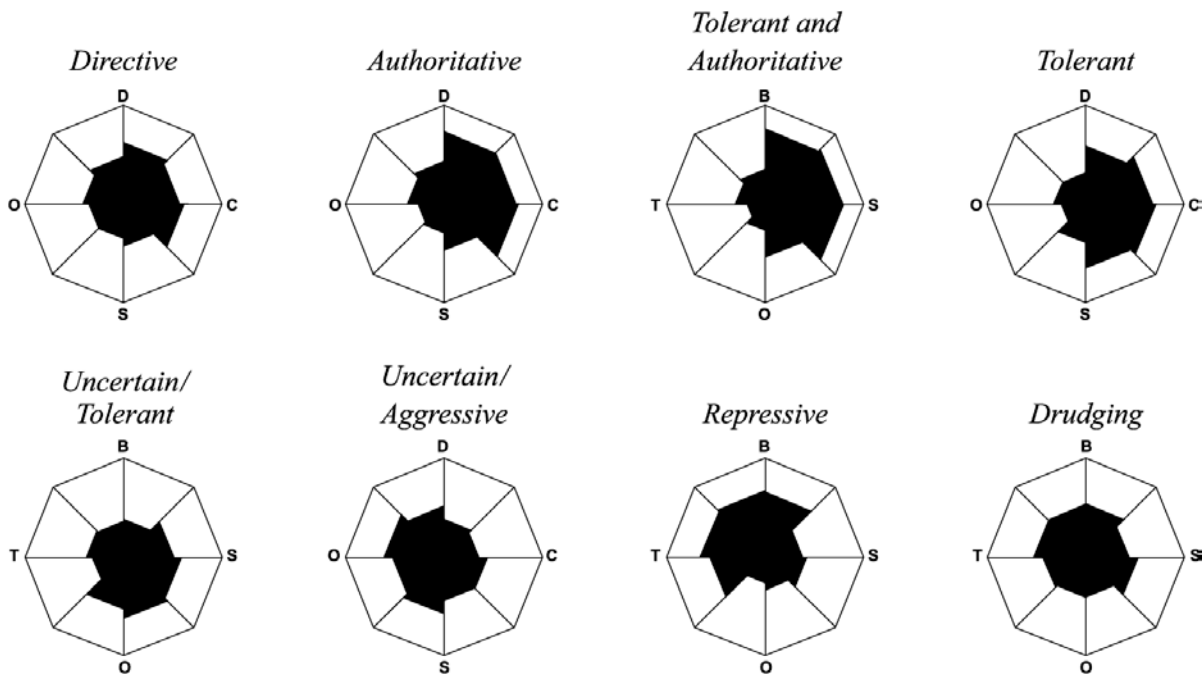 Directive
Authoritative
Tolerant and
Authoritative
Tolerant
D
O
C
S
D
O
C
S
B
T
S
O
D
O
C:
S
Uncertain/
Tolerant
Uncertain/
Aggressive
Repressive
Drudging
B
T
S
O
D
O
C
S
B
T
S
O
B
T
S
O